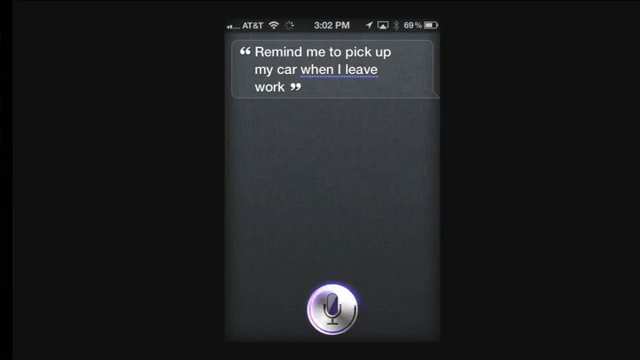 AT&T 3:02 PM 69%
“ Remind me to pick up
my car when I leave
work ”